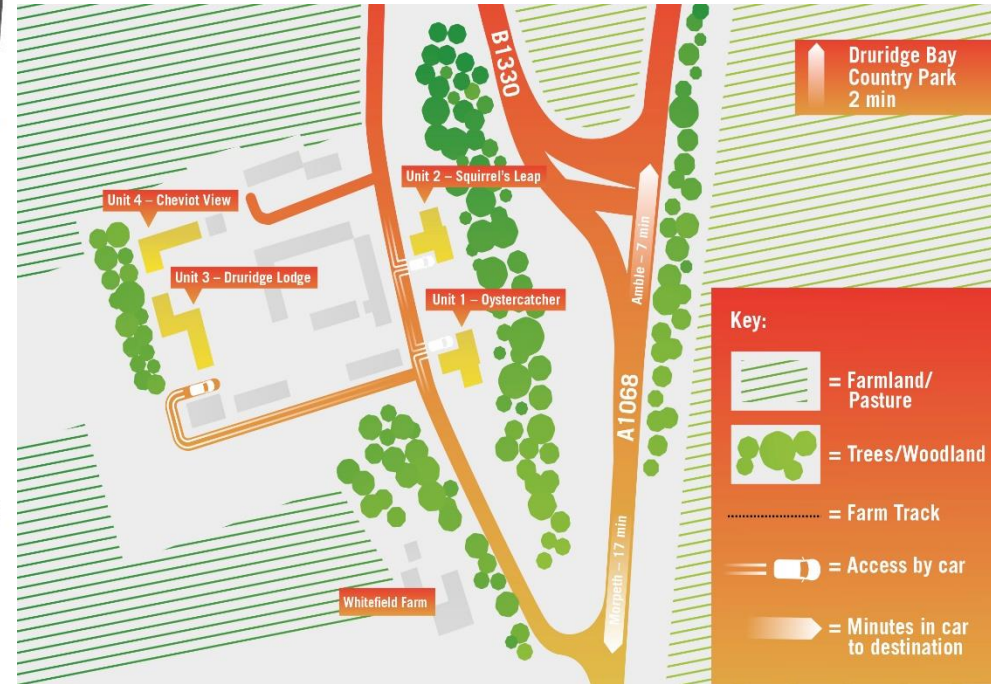 B1330
Druridge Bay
Country Park
2 min
Unit 2 – Squirrel's Leap
Unit 4 – Cheviot View
Unit 3 – Druridge Lodge
Amble – 7 min
Unit 1 – Oystercatcher
A1068
Morpeth – 17 min
Whitefield Farm
Key:
= Farmland/
Pasture
= Trees/Woodland
= Farm Track
= Access by car
= Minutes in car
to destination